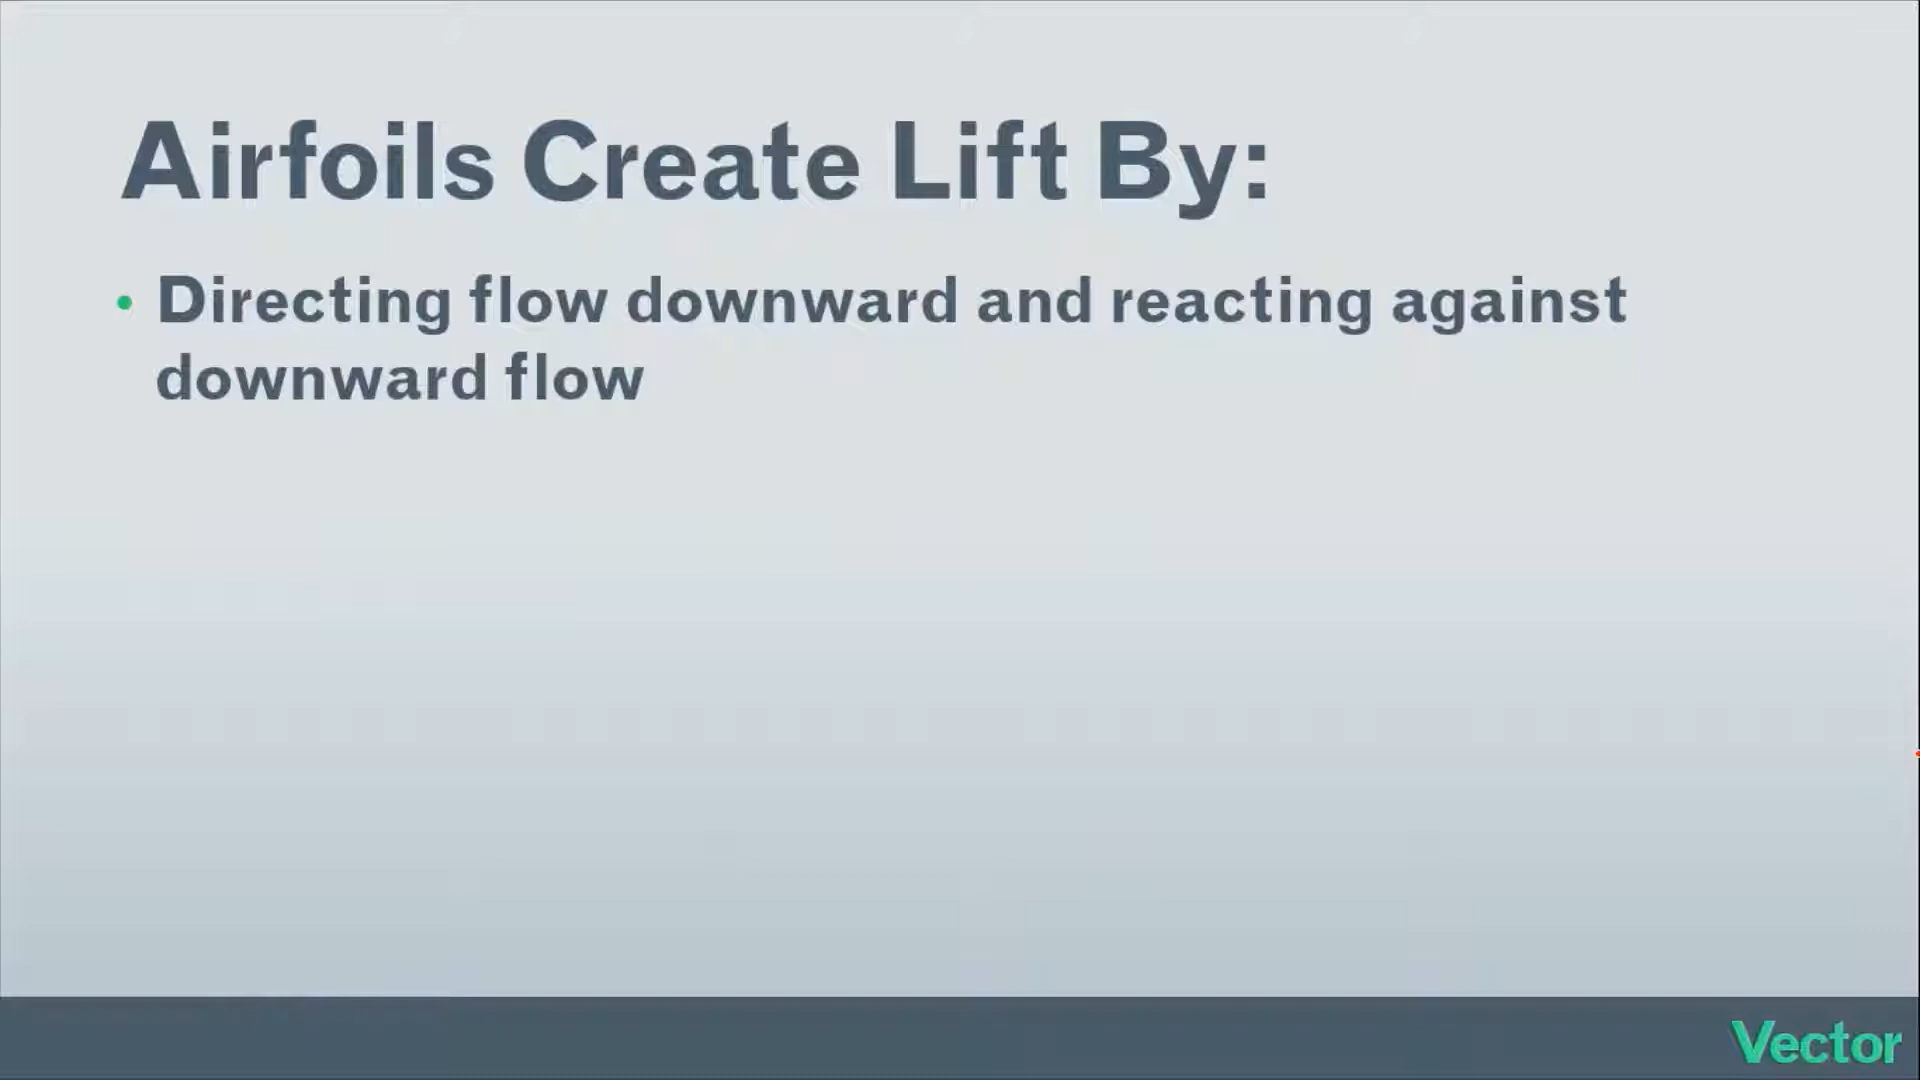 Airfoils Create Lift By:
• Directing flow downward and reacting against
downward flow
Vector